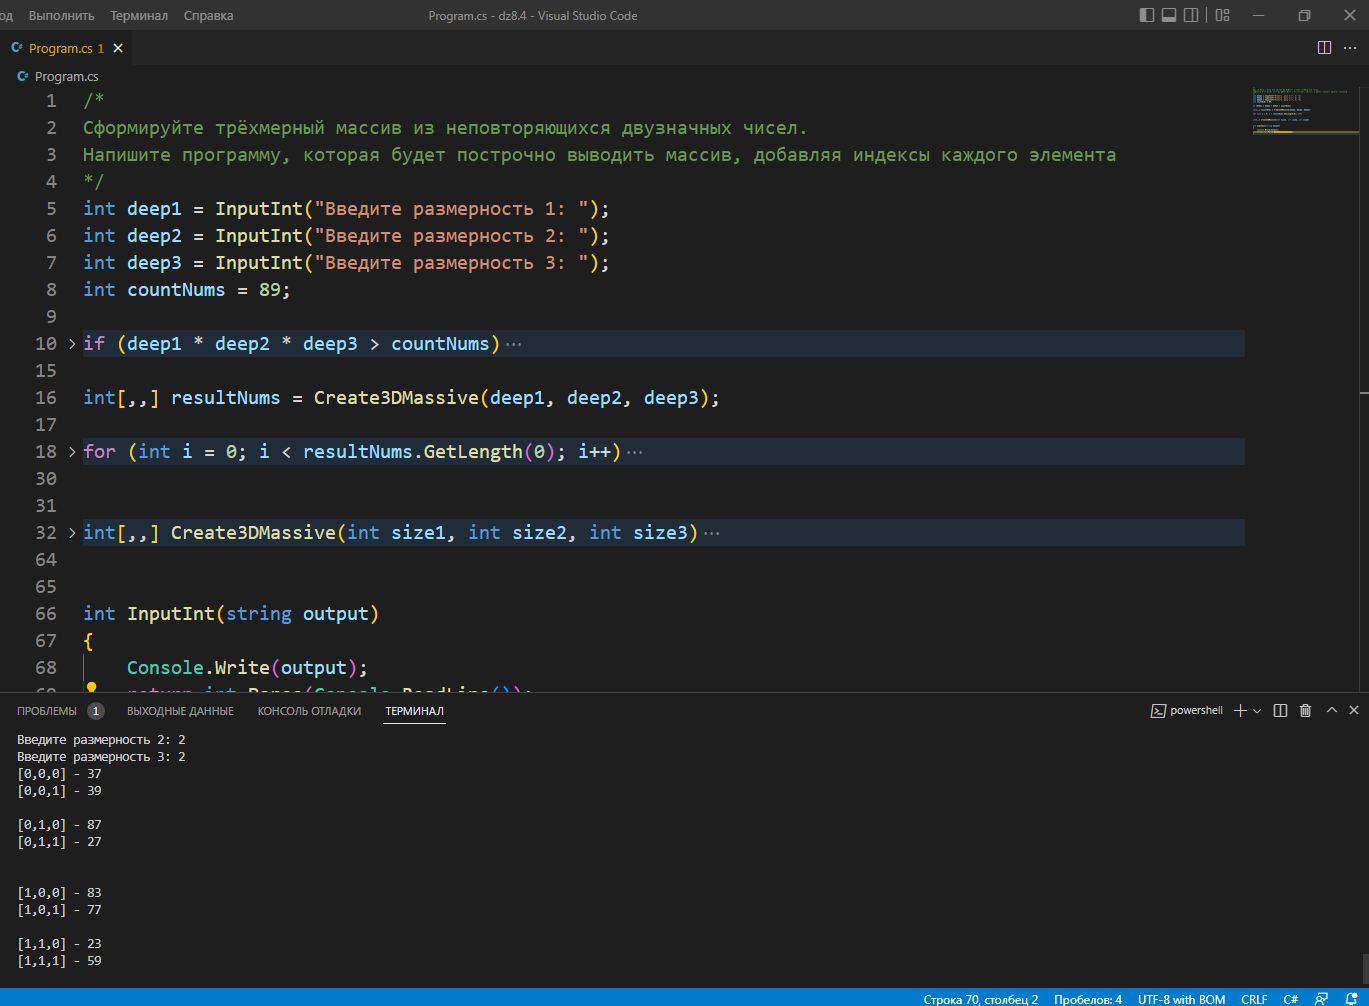 од Выполнить Терминал Справка Program.cs - dz8.4 - Visual Studio Code
Program.cs 1
Program.cs
1 /*
2 Сформируйте трёхмерный массив из неповторяющихся двузначных чисел.
3 Напишите программу, которая будет построчно выводить массив, добавляя индексы каждого элемента
4 */
5 int deep1 = InputInt("Введите размерность 1: ");
6 int deep2 = InputInt("Введите размерность 2: ");
7 int deep3 = InputInt("Введите размерность 3: ");
8 int countNums = 89;
9
10 if (deep1 * deep2 * deep3 > countNums)···
15
16 int[,,] resultNums = Create3DMassive(deep1, deep2, deep3);
17
18 for (int i = 0; i < resultNums.GetLength(0); i++)···
30
31
32 int[,,] Create3DMassive(int size1, int size2, int size3)···
64
65
66 int InputInt(string output)
67 {
68 Console.Write(output);
69 return int.Parse(Console.ReadLine());
ПРОБЛЕМЫ 1 ВЫХОДНЫЕ ДАННЫЕ КОНСОЛЬ ОТЛАДКИ ТЕРМИНАЛ powershell
Введите размерность 2: 2
Введите размерность 3: 2
[0,0,0] - 37
[0,0,1] - 39
[0,1,0] - 87
[0,1,1] - 27
[1,0,0] - 83
[1,0,1] - 77
[1,1,0] - 23
[1,1,1] - 59
Строка 70, столбец 2 Пробелов: 4 UTF-8 with BOM CRLF C#